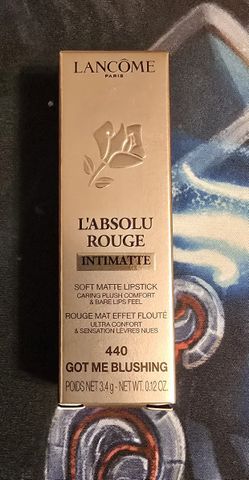 LANCÔME
PARIS
L'ABSOLU
ROUGE
INTIMATTE
SOFT MATTE LIPSTICK
CARING PLUSH COMFORT
& BARE LIPS FEEL
ROUGE MAT EFFET FLOUTÉ
ULTRA CONFORT
& SENSATION LÈVRES NUES
440
GOT ME BLUSHING
POIDS NET 3.4 g - NET WT. 0.12 OZ.